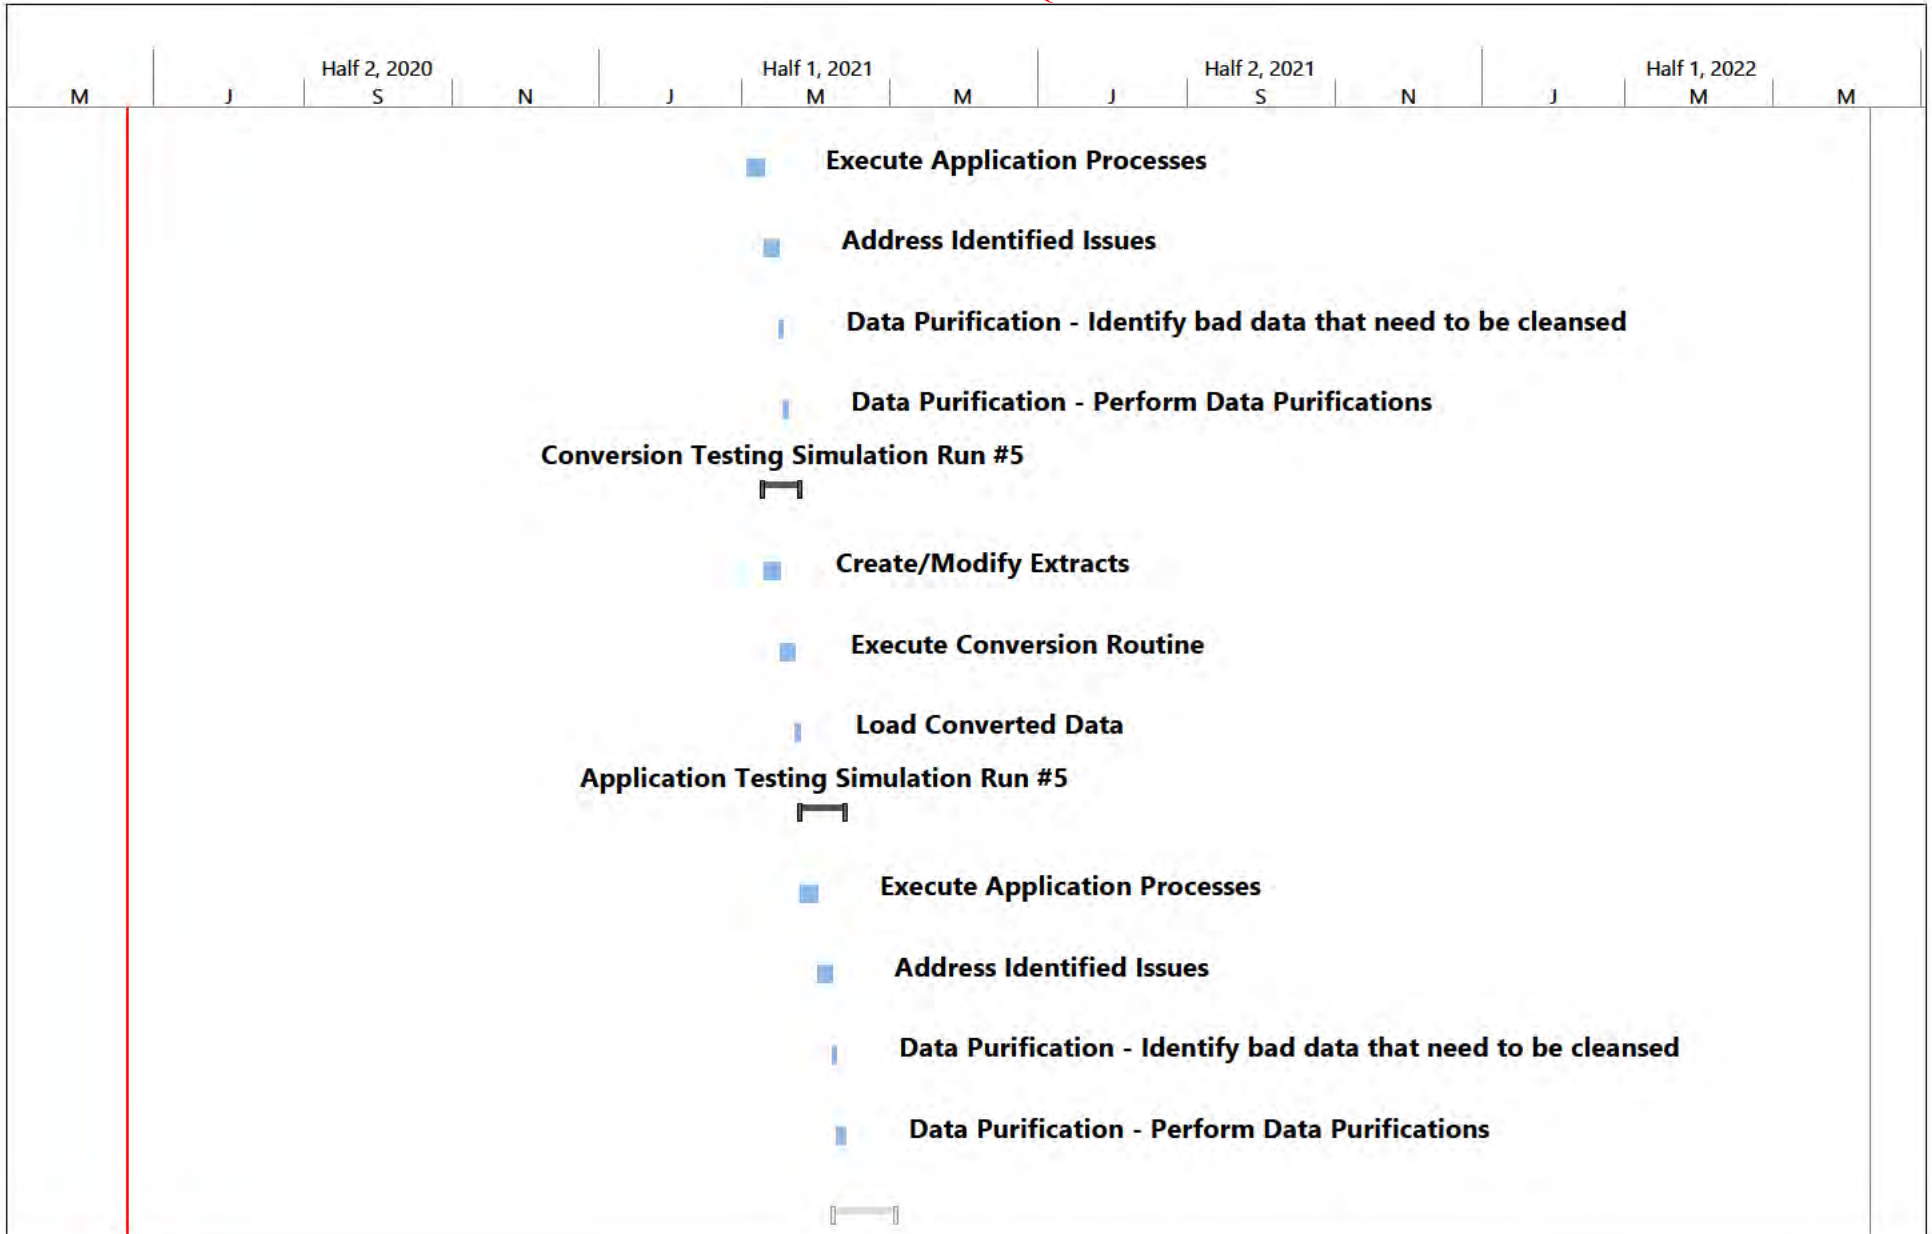 Half 2, 2020 Half 1, 2021 Half 2, 2021 Half 1, 2022
M J S N J M M J S N J M M
Execute Application Processes
Address Identified Issues
Data Purification - Identify bad data that need to be cleansed
Data Purification - Perform Data Purifications
Conversion Testing Simulation Run #5
Create/Modify Extracts
Execute Conversion Routine
Load Converted Data
Application Testing Simulation Run #5
Execute Application Processes
Address Identified Issues
Data Purification - Identify bad data that need to be cleansed
Data Purification - Perform Data Purifications